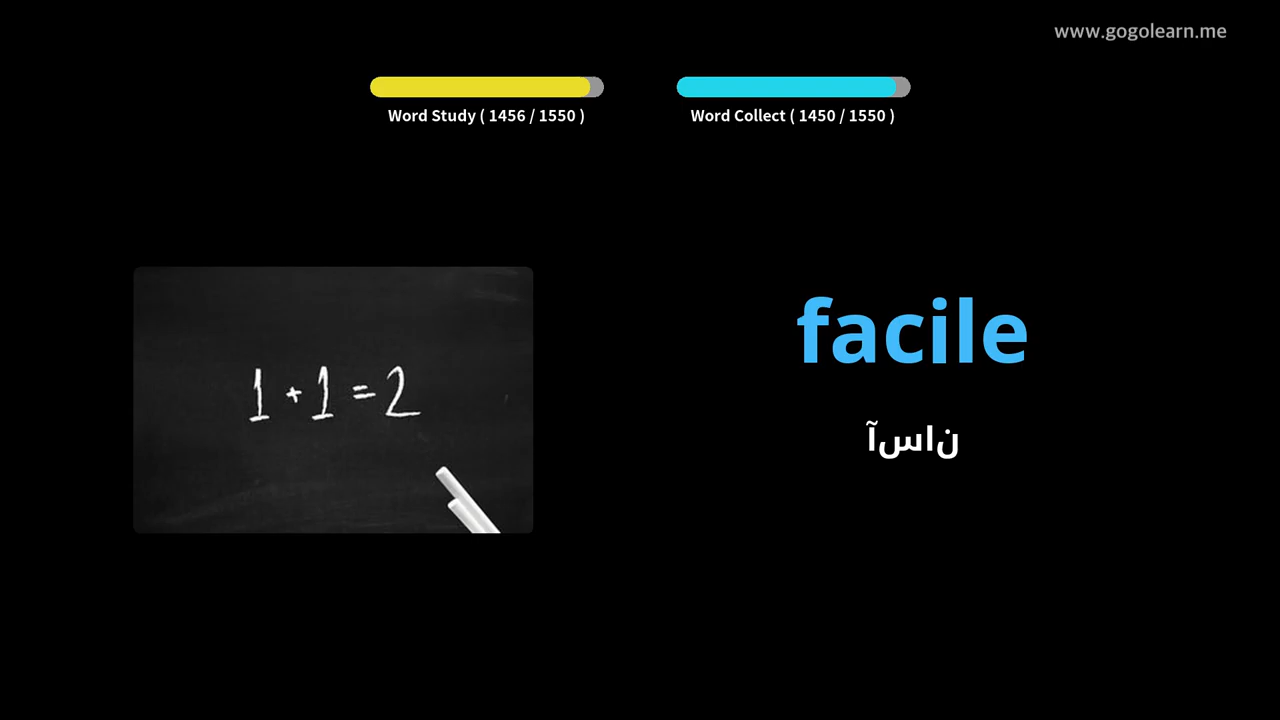 www.gogolearn.me
Word Study ( 1456 / 1550 )
Word Collect ( 1450 / 1550 )
1 + 1 = 2
facile
آسان